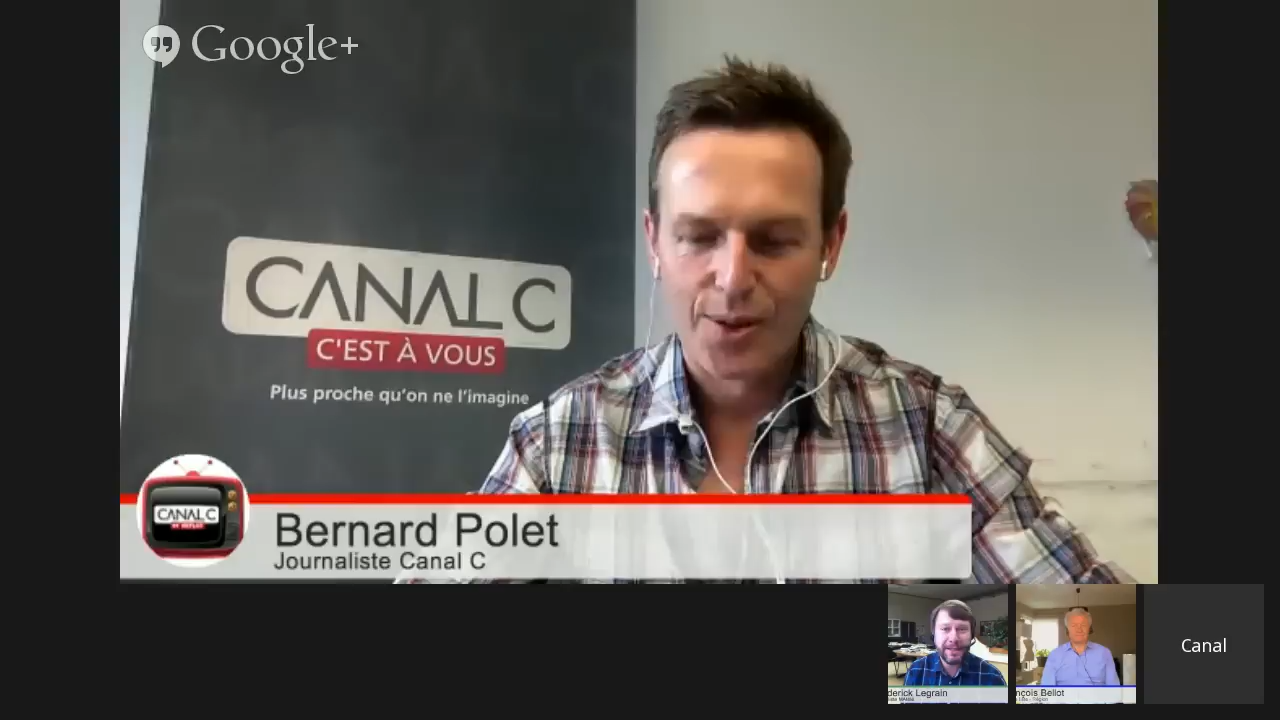 Google+
CANAL C
C'EST À VOUS
Plus proche qu'on ne l'imagine
CANAL C
Bernard Polet
Journaliste Canal C
derick Legrain
nçois Bellot
Canal